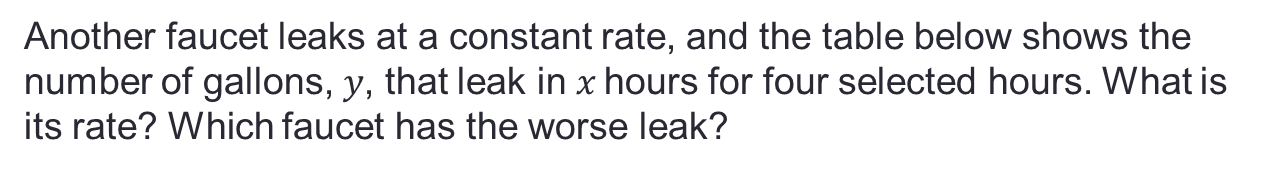 Another faucet leaks at a constant rate, and the table below shows the
number of gallons, y, that leak in x hours for four selected hours. What is
its rate? Which faucet has the worse leak?